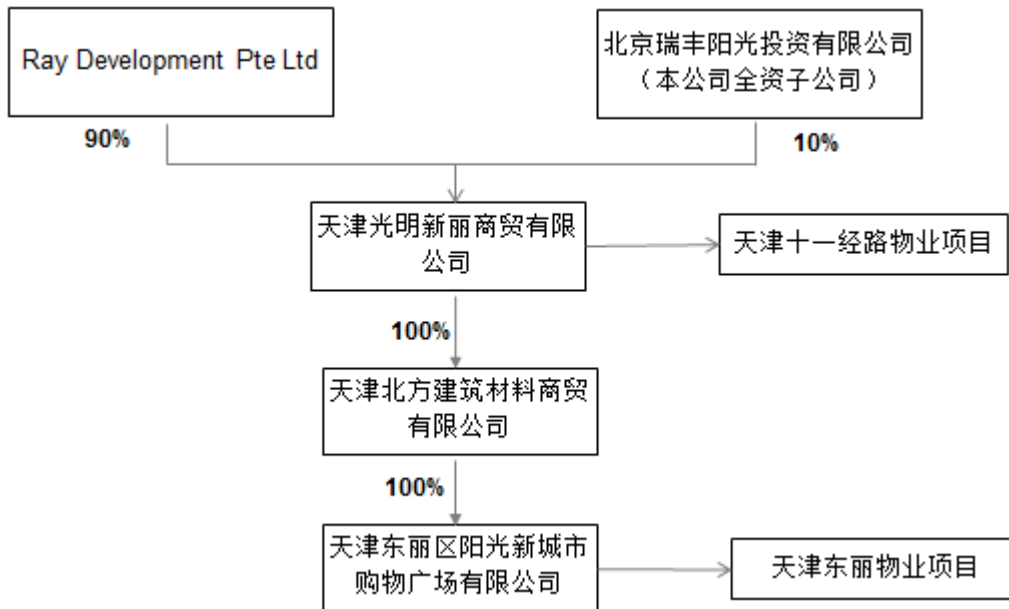 Ray Development Pte Ltd
北京瑞丰阳光投资有限公司
（本公司全资子公司）
90%
10%
天津光明新丽商贸有限
公司
天津十一经路物业项目
100%
天津北方建筑材料商贸
有限公司
100%
天津东丽区阳光新城市
购物广场有限公司
天津东丽物业项目